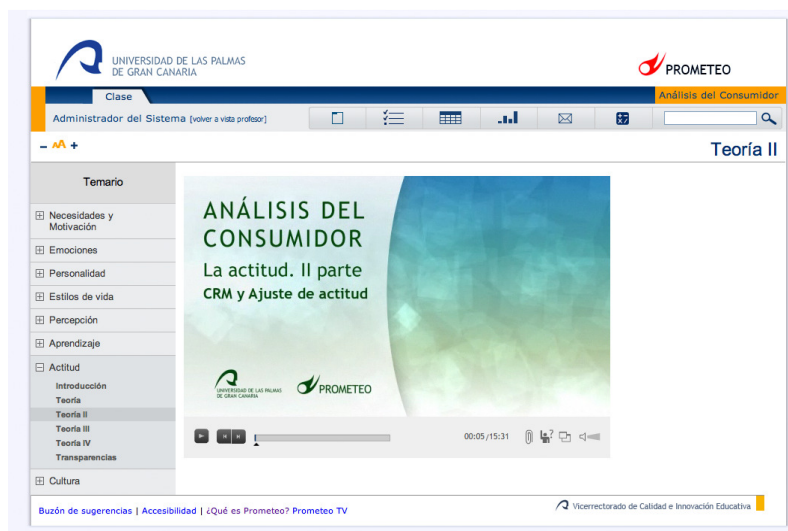 UNIVERSIDAD DE LAS PALMAS
DE GRAN CANARIA
PROMETEO
Clase
Análisis del Consumidor
Administrador del Sistema [volver a vista profesor]
- AA +
Teoría II
Temario
Necesidades y
Motivación
Emociones
Personalidad
Estilos de vida
Percepción
Aprendizaje
Actitud
Introducción
Teoría
Teoría II
Teoría III
Teoría IV
Transparencias
Cultura
ANÁLISIS DEL
CONSUMIDOR
La actitud. II parte
CRM y Ajuste de actitud
UNIVERSIDAD DE LAS PALMAS
DE GRAN CANARIA
PROMETEO
00:05/15:31
Buzón de sugerencias | Accesibilidad | ¿Qué es Prometeo? Prometeo TV
Vicerrectorado de Calidad e Innovación Educativa